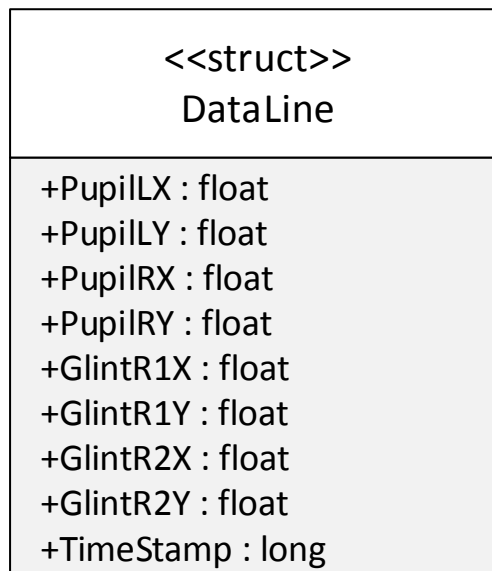 <<struct>>
DataLine
+PupilLX : float
+PupilLY : float
+PupilRX : float
+PupilRY : float
+GlintR1X : float
+GlintR1Y : float
+GlintR2X : float
+GlintR2Y : float
+TimeStamp : long